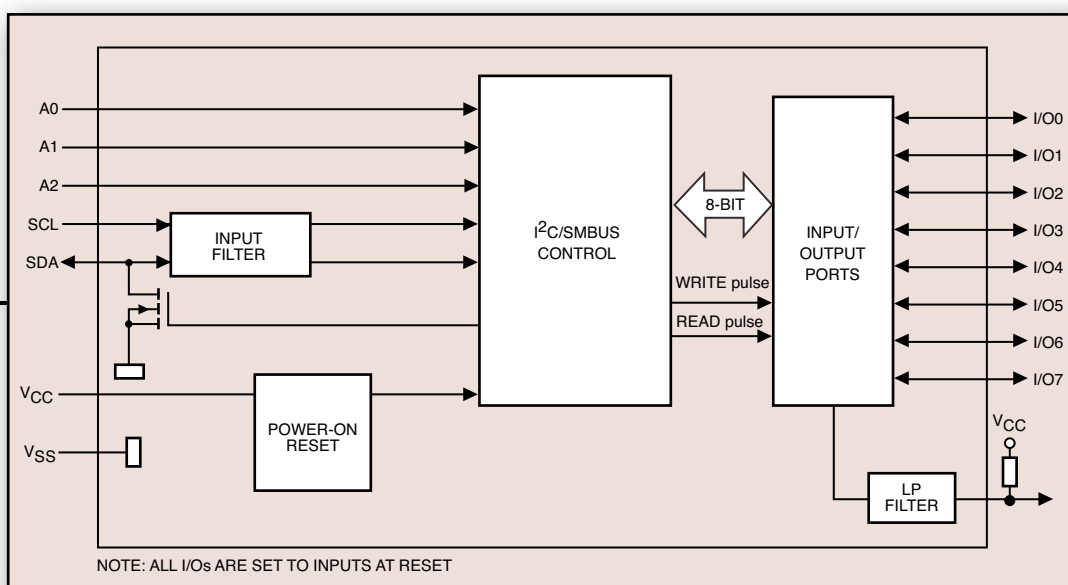 A0
A1
A2
SCL
SDA
VCC
VSS
INPUT
FILTER
POWER-ON
RESET
I2C/SMBUS
CONTROL
8-BIT
WRITE pulse
READ pulse
INPUT/
OUTPUT
PORTS
I/O0
I/O1
I/O2
I/O3
I/O4
I/O5
I/O6
I/O7
VCC
LP
FILTER
NOTE: ALL I/Os ARE SET TO INPUTS AT RESET